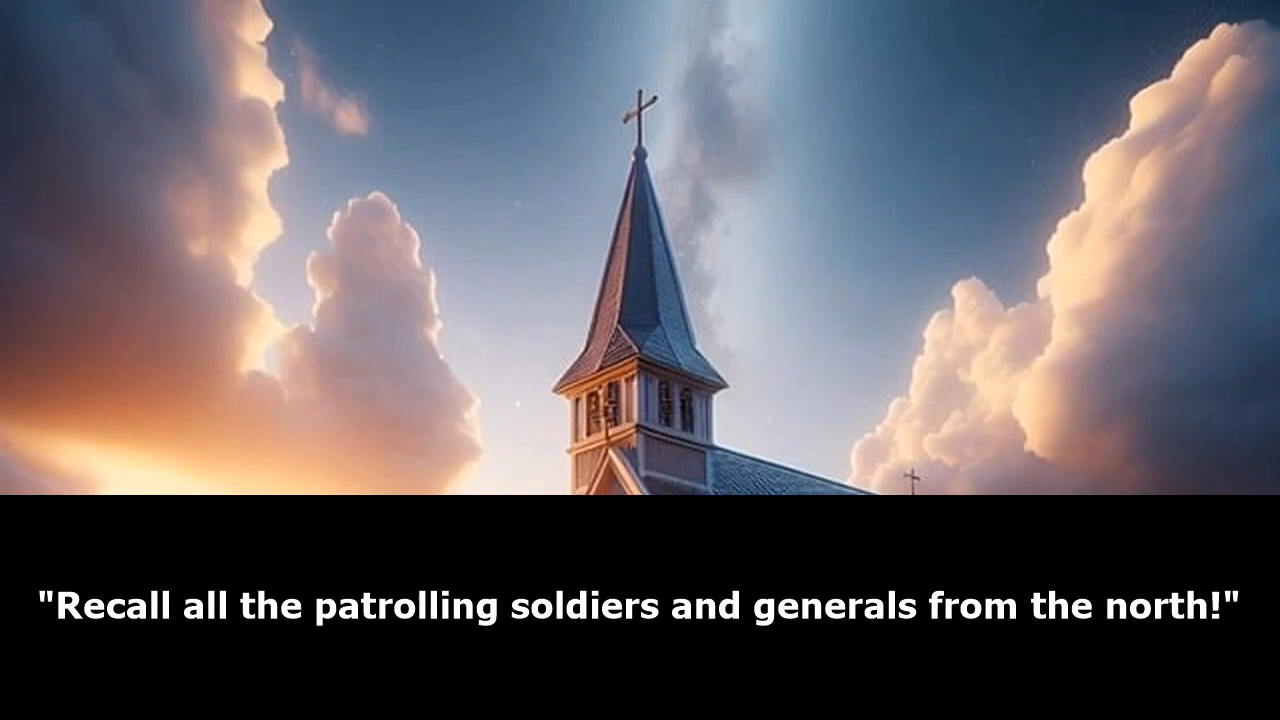 "Recall all the patrolling soldiers and generals from the north!"